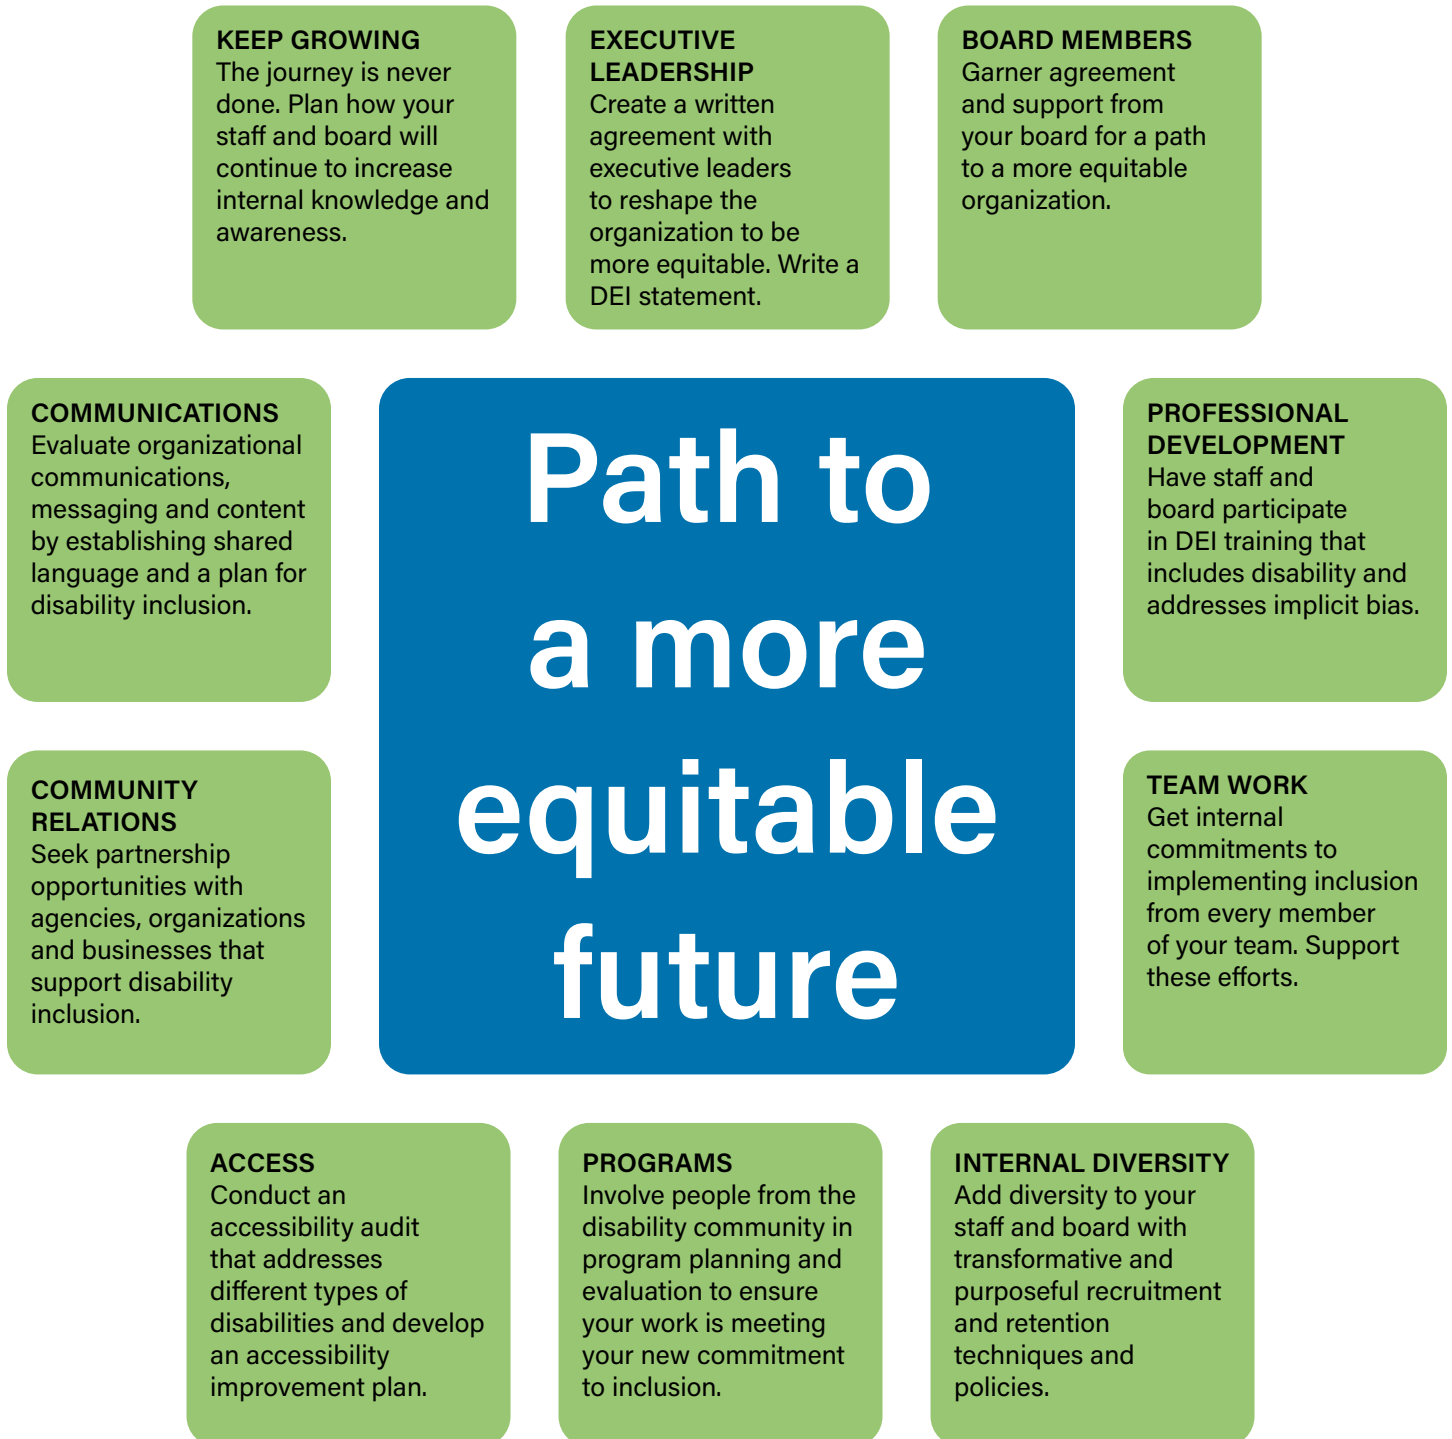 KEEP GROWING
The journey is never
done. Plan how your
staff and board will
continue to increase
internal knowledge and
awareness.
EXECUTIVE
LEADERSHIP
Create a written
agreement with
executive leaders
to reshape the
organization to be
more equitable. Write a
DEI statement.
BOARD MEMBERS
Garner agreement
and support from
your board for a path
to a more equitable
organization.
COMMUNICATIONS
Evaluate organizational
communications,
messaging and content
by establishing shared
language and a plan for
disability inclusion.
Path to
a more
equitable
future
PROFESSIONAL
DEVELOPMENT
Have staff and
board participate
in DEI training that
includes disability and
addresses implicit bias.
COMMUNITY
RELATIONS
Seek partnership
opportunities with
agencies, organizations
and businesses that
support disability
inclusion.
TEAM WORK
Get internal
commitments to
implementing inclusion
from every member
of your team. Support
these efforts.
ACCESS
Conduct an
accessibility audit
that addresses
different types of
disabilities and develop
an accessibility
improvement plan.
PROGRAMS
Involve people from the
disability community in
program planning and
evaluation to ensure
your work is meeting
your new commitment
to inclusion.
INTERNAL DIVERSITY
Add diversity to your
staff and board with
transformative and
purposeful recruitment
and retention
techniques and
policies.